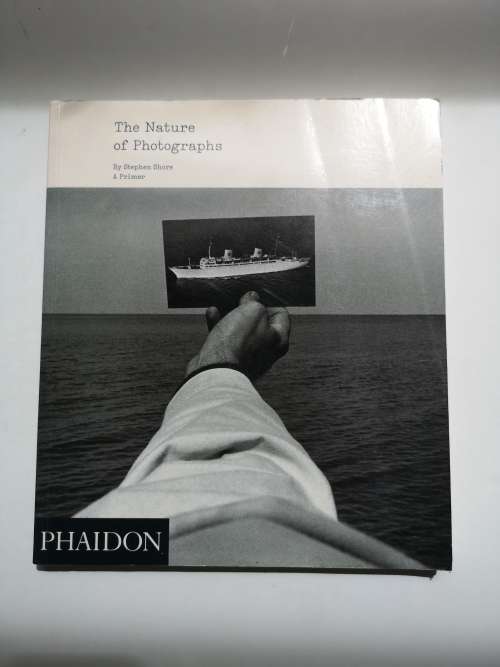 The Nature
of Photographs
By Stephen Shore
A Primer
PHAIDON